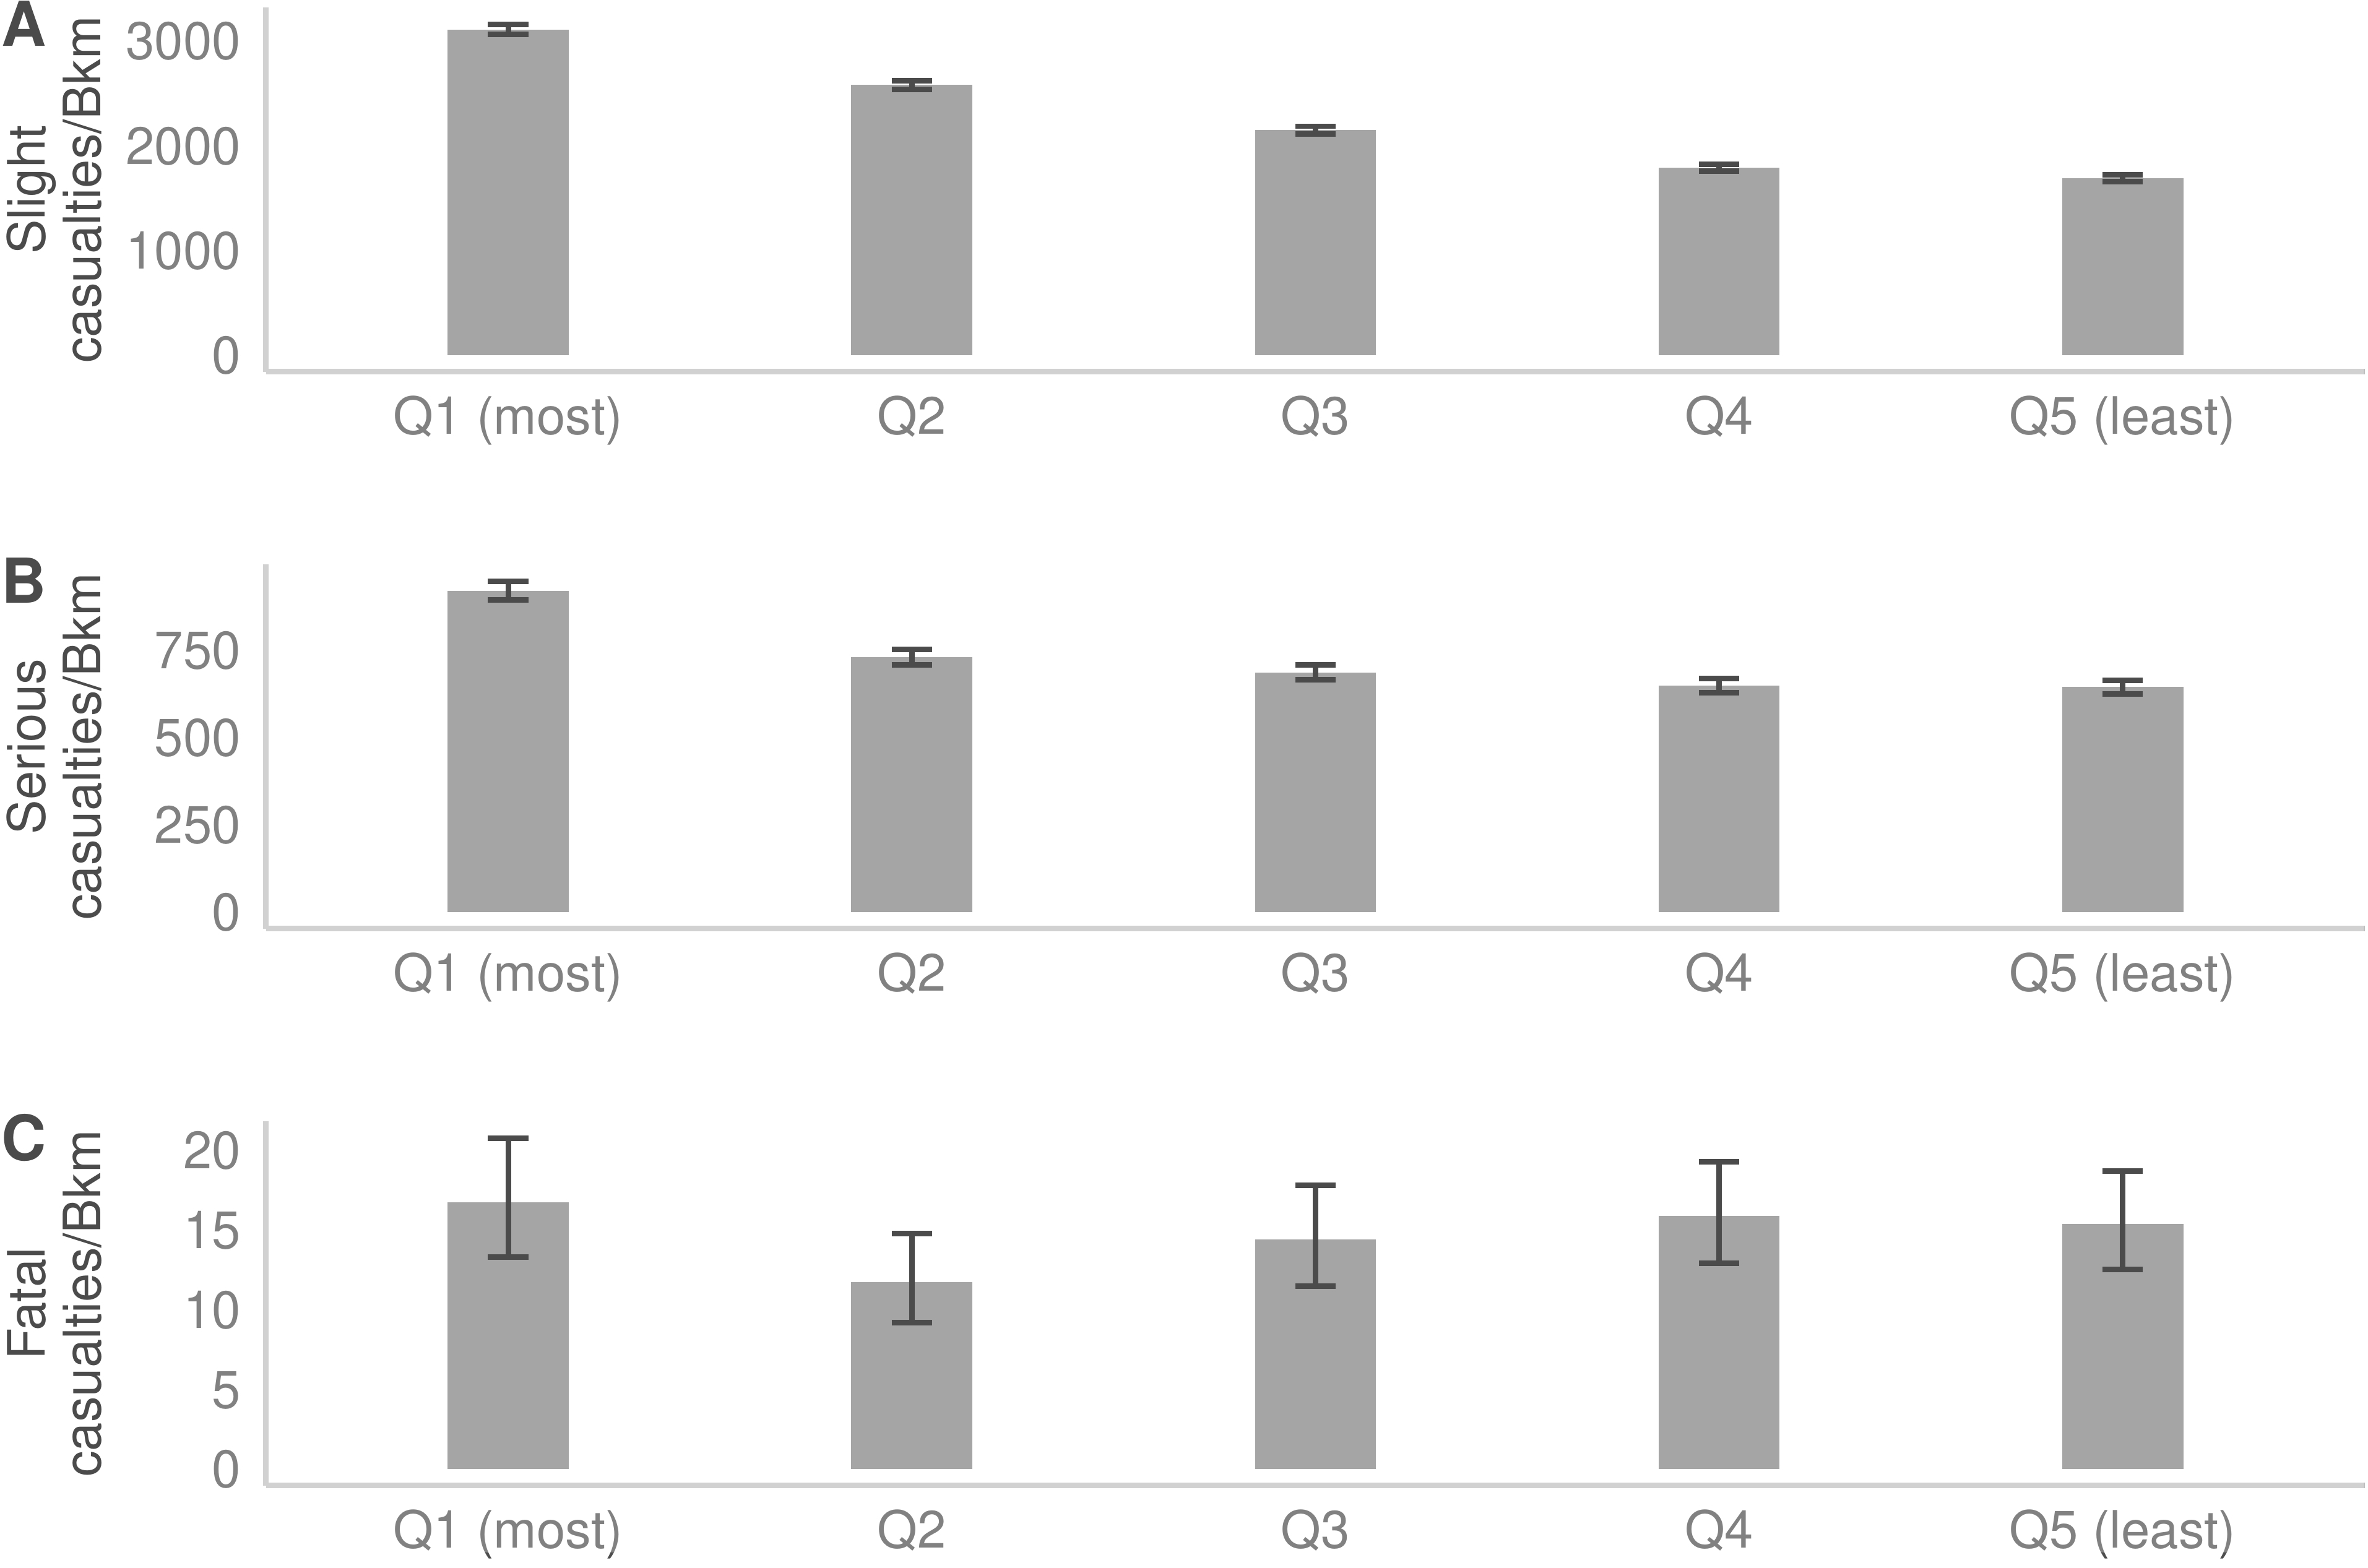 A
Slight
casualties/Bkm
3000
2000
1000
0
Q1 (most) Q2 Q3 Q4 Q5 (least)
B
Serious
casualties/Bkm
750
500
250
0
Q1 (most) Q2 Q3 Q4 Q5 (least)
C
Fatal
casualties/Bkm
20
15
10
5
0
Q1 (most) Q2 Q3 Q4 Q5 (least)